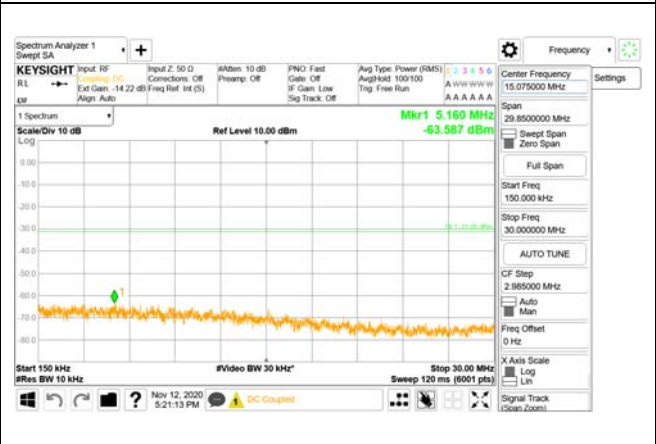 Spectrum Analyzer 1
Swept SA
+
Frequency
KEYSIGHT
RL
Input: RF
Coupling: DC
Ext Gain: -14.22 dB
Align: Auto
Input Z: 50 Ω
Corrections: Off
Freq Ref: Int (S)
#Atten: 10 dB
Preamp: Off
PNO: Fast
Gate: Off
IF Gain: Low
Sig Track: Off
Avg Type: Power (RMS)
Avg|Hold: 100/100
Trig: Free Run
1 2 3 4 5 6
A W W W W W
A A A A A A
1 Spectrum
Scale/Div 10 dB
Ref Level 10.00 dBm
Mkr1 5.160 MHz
-63.587 dBm
Log
0.00
-10.0
-20.0
-30.0
-40.0
-50.0
-60.0
-70.0
-80.0
1
Start 150 kHz
#Res BW 10 kHz
#Video BW 30 kHz*
Stop 30.00 MHz
Sweep 120 ms (6001 pts)
Nov 12, 2020
5:21:13 PM
DC Coupled
Center Frequency
15.075000 MHz
Settings
Span
29.8500000 MHz
Swept Span
Zero Span
Full Span
Start Freq
150.000 kHz
Stop Freq
30.000000 MHz
AUTO TUNE
CF Step
2.985000 MHz
Auto
Man
Freq Offset
0 Hz
X Axis Scale
Log
Lin
Signal Track
(Span Zoom)